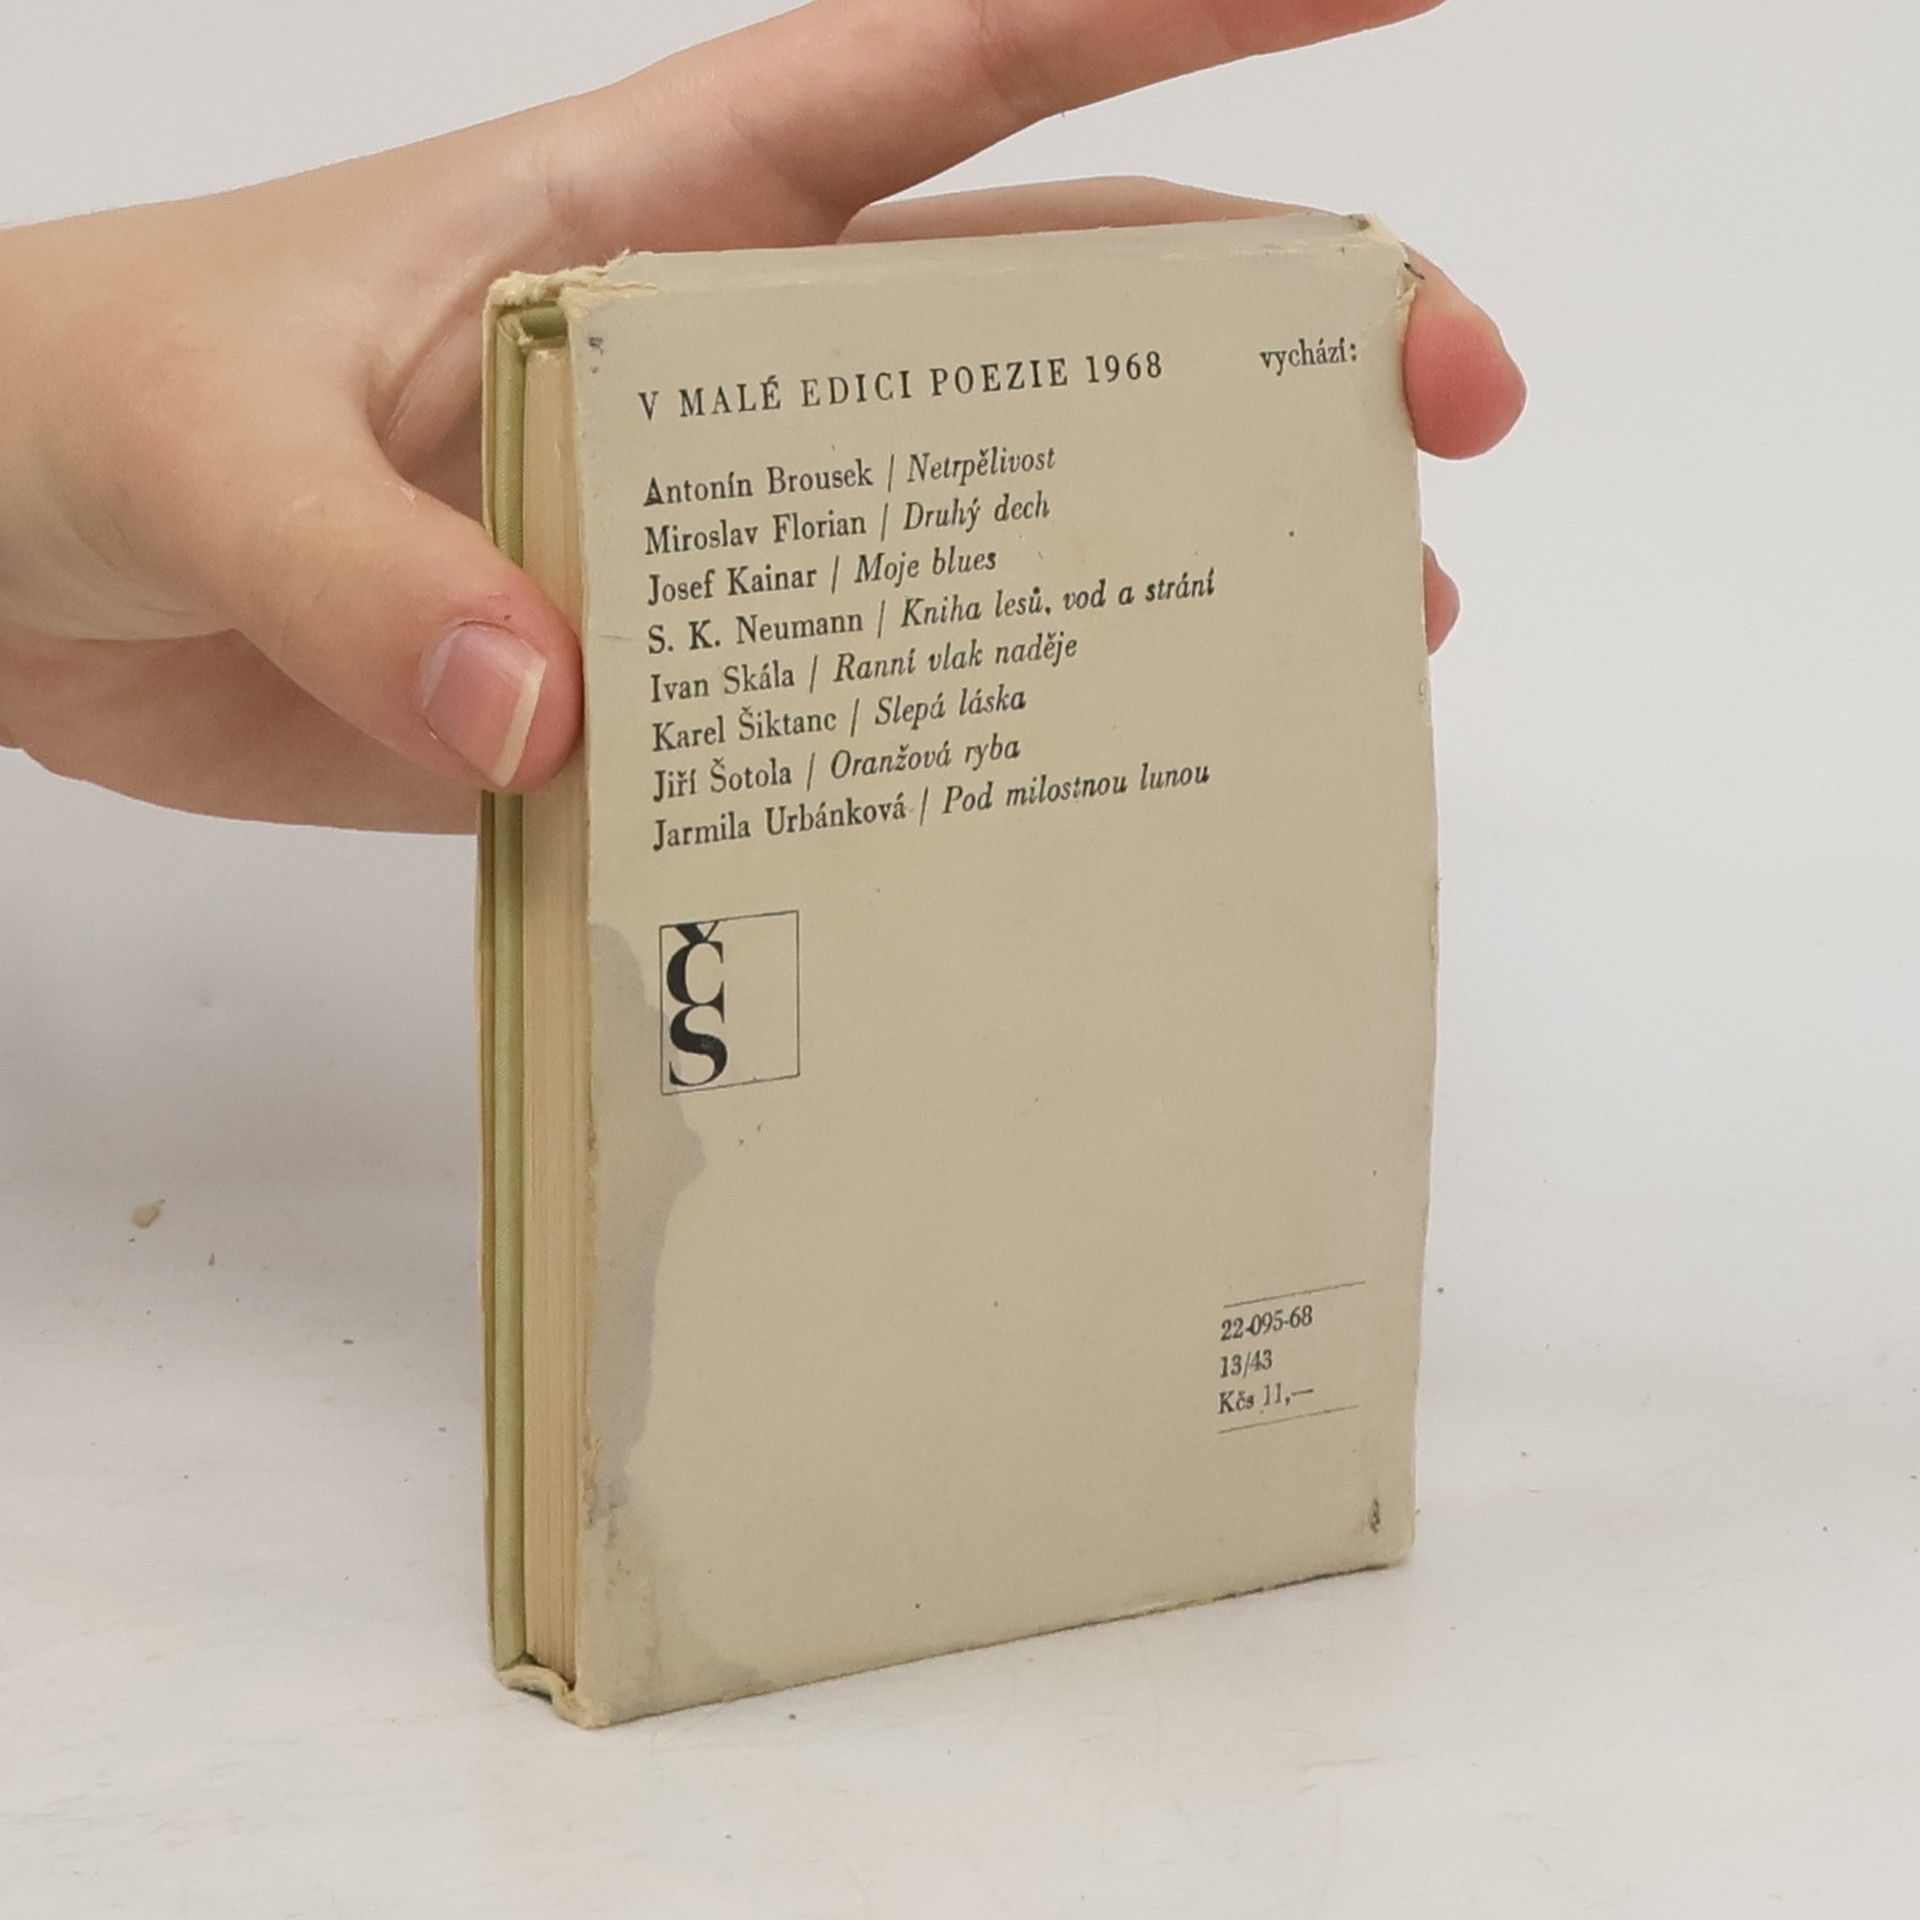 V MALÉ EDICI POEZIE 1968 vychází:
Antonín Brousek / Netrpělivost
Miroslav Florian / Druhý dech
Josef Kainar / Moje blues
S. K. Neumann / Kniha lesů, vod a strání
Ivan Skála / Ranní vlak naděje
Karel Šiktanc / Slepá láska
Jiří Šotola / Oranžová ryba
Jarmila Urbánková / Pod milostnou lunou
Č
S
22-095-68
13/43
Kčs 11,—